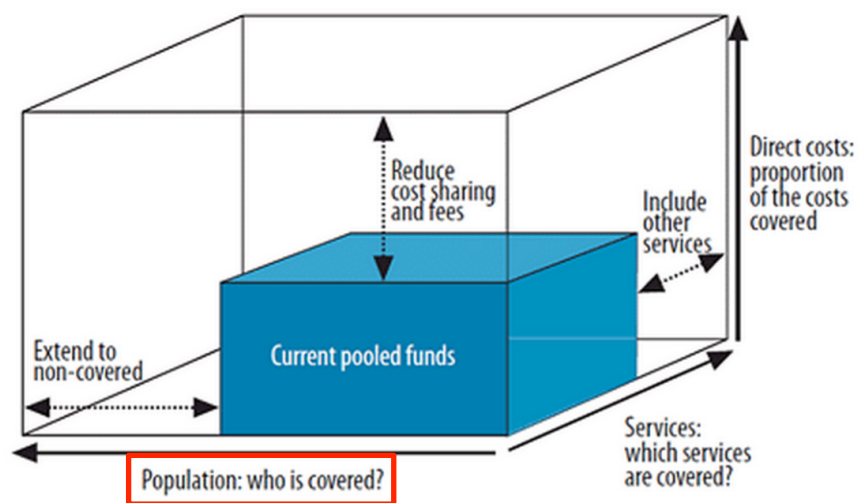 Reduce
cost sharing
and fees
Direct costs:
proportion
of the costs
covered
Include
other
services
Extend to
non-covered
Current pooled funds
Services:
which services
are covered?
Population: who is covered?